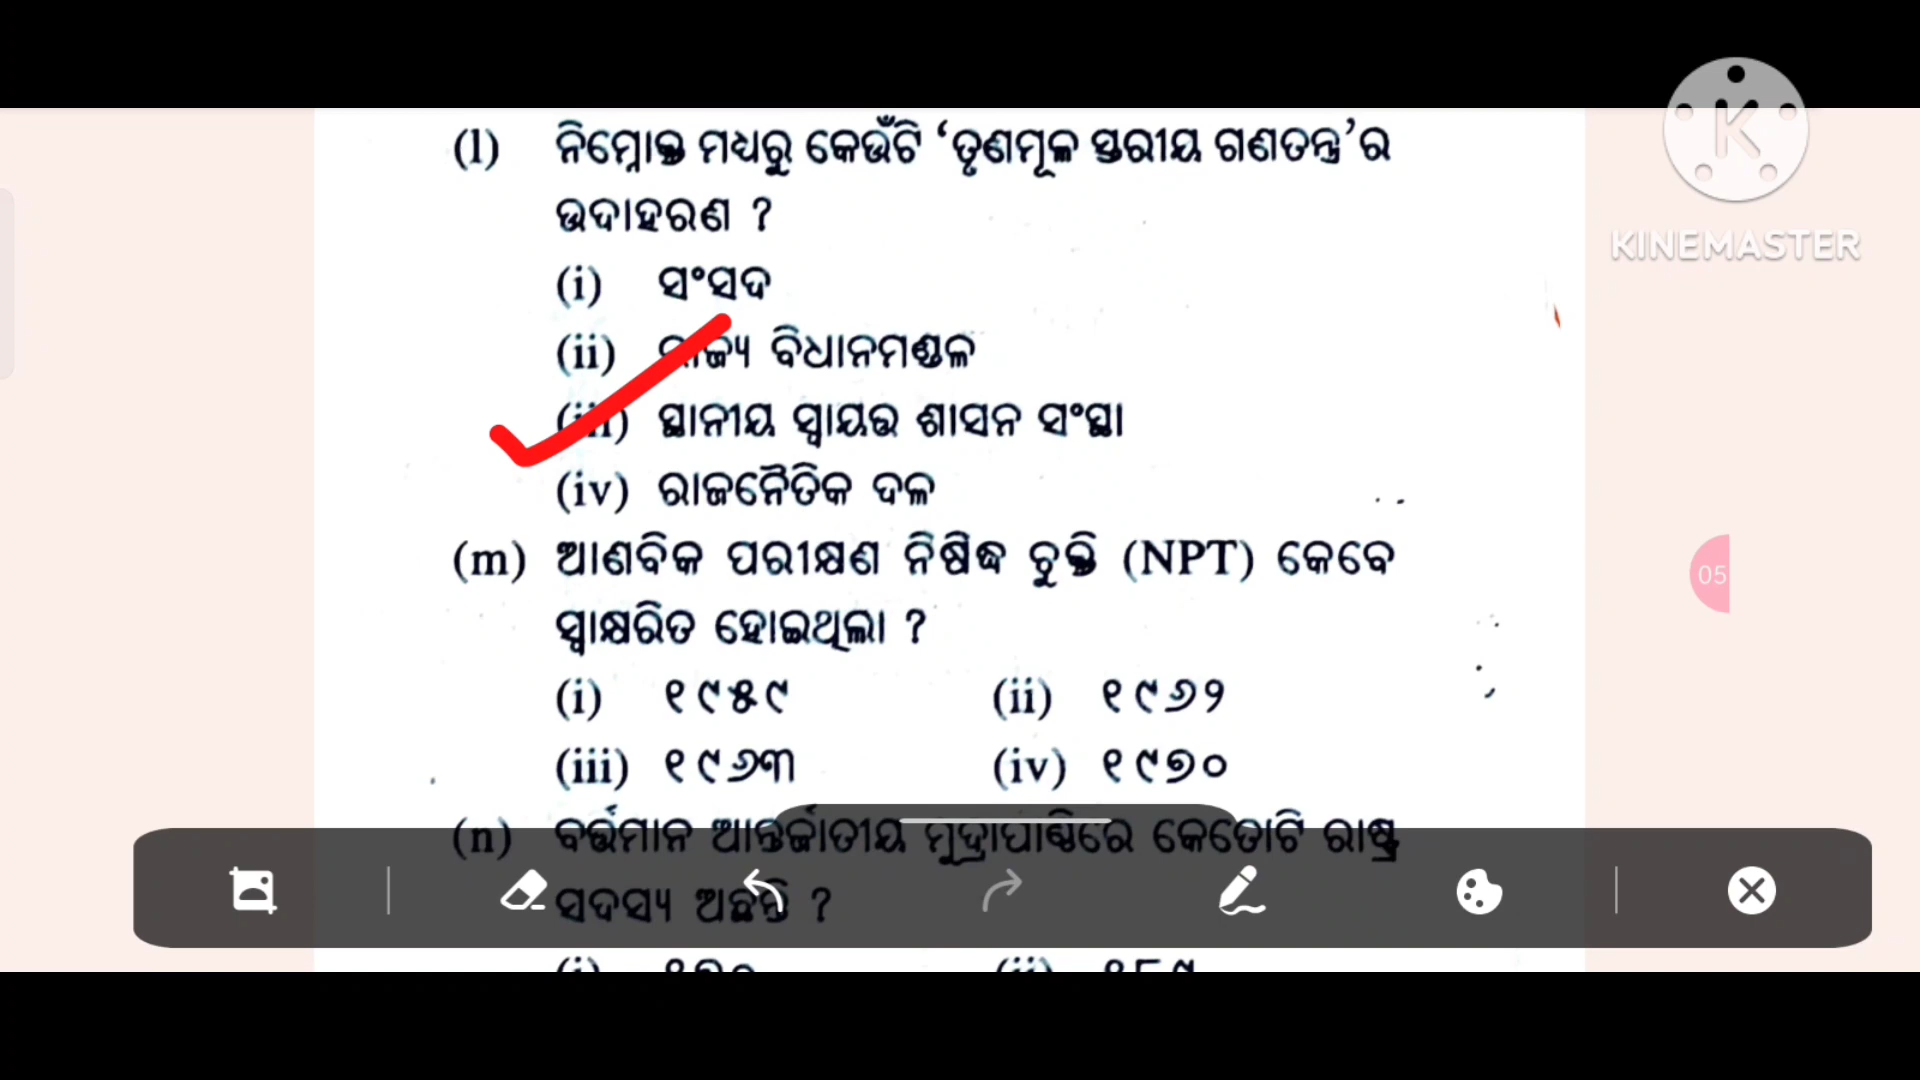 (l) ନିମ୍ନୋକ୍ତ ମଧ୍ୟରୁ କେଉଁଟି ‘ତୃଣମୂଳ ସ୍ତରୀୟ ଗଣତନ୍ତ୍ର’ର
ଉଦାହରଣ ?
(i) ସଂସଦ
(ii) ରାଜ୍ୟ ବିଧାନମଣ୍ଡଳ
(iii) ସ୍ଥାନୀୟ ସ୍ୱାୟତ୍ତ ଶାସନ ସଂସ୍ଥା
(iv) ରାଜନୈତିକ ଦଳ
(m) ଆଣବିକ ପରୀକ୍ଷଣ ନିଷିଦ୍ଧ ଚୁକ୍ତି (NPT) କେବେ
ସ୍ୱାକ୍ଷରିତ ହୋଇଥିଲା ?
(i) ୧୯୫୯ (ii) ୧୯୬୨
(iii) ୧୯୬୩ (iv) ୧୯୭୦
(n) ବର୍ତ୍ତମାନ ଆନ୍ତର୍ଜାତୀୟ ମୁଦ୍ରାପାଣ୍ଠିରେ କେତୋଟି ରାଷ୍ଟ୍ର
ସଦସ୍ୟ ଅଛନ୍ତି ?
K
KINEMASTER
05